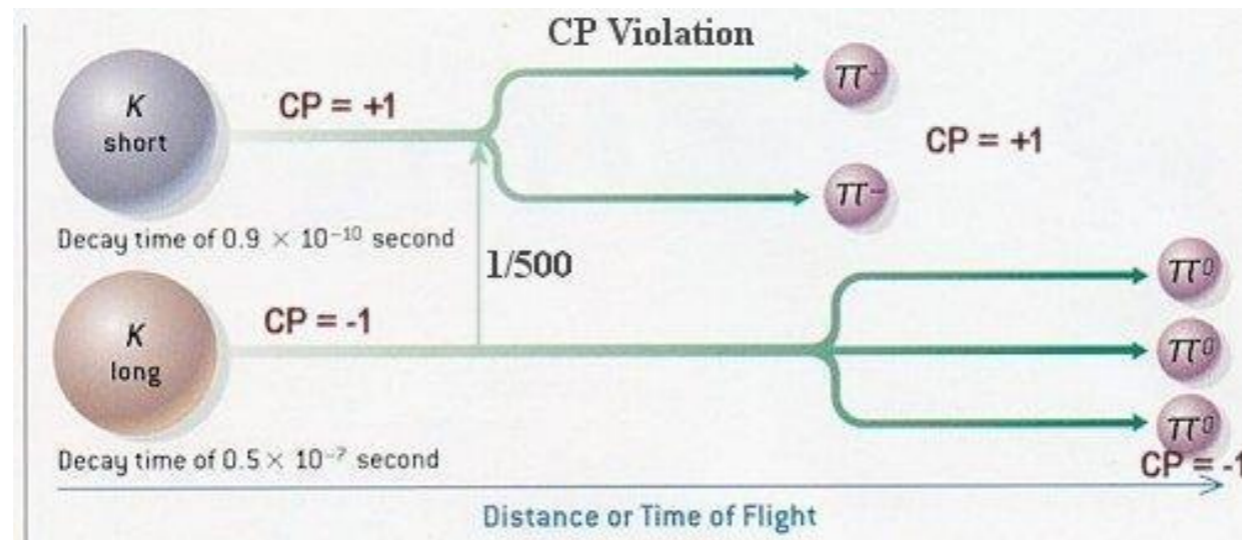 CP Violation
K
short
CP = +1
π+
π−
CP = +1
Decay time of 0.9 × 10⁻¹⁰ second
1/500
K
long
CP = -1
π⁰
π⁰
π⁰
CP = -1
Decay time of 0.5 × 10⁻⁷ second
Distance or Time of Flight